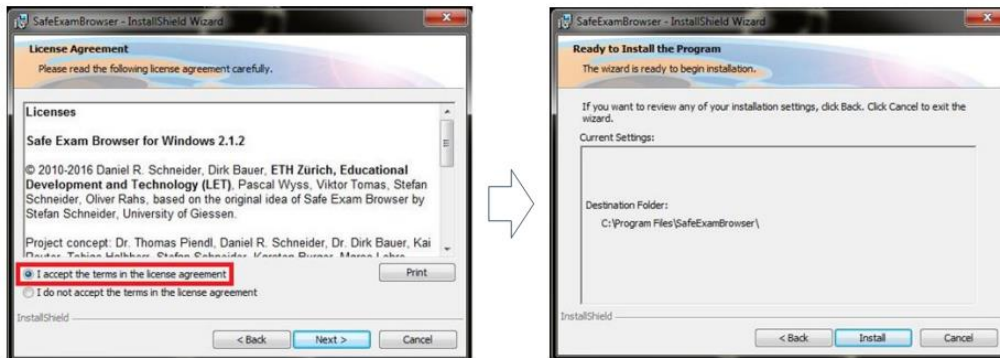 SafeExamBrowser - InstallShield Wizard
License Agreement
Please read the following license agreement carefully.
Licenses
Safe Exam Browser for Windows 2.1.2
© 2010-2016 Daniel R. Schneider, Dirk Bauer, ETH Zürich, Educational
Development and Technology (LET), Pascal Wyss, Viktor Tomas, Stefan
Schneider, Oliver Rahs, based on the original idea of Safe Exam Browser by
Stefan Schneider, University of Giessen.
Project concept: Dr. Thomas Piendl, Daniel R. Schneider, Dr. Dirk Bauer, Kai
I accept the terms in the license agreement
Print
I do not accept the terms in the license agreement
InstallShield
< Back Next > Cancel
SafeExamBrowser - InstallShield Wizard
Ready to Install the Program
The wizard is ready to begin installation.
If you want to review any of your installation settings, click Back. Click Cancel to exit the
wizard.
Current Settings:
Destination Folder:
C:\Program Files\SafeExamBrowser\
InstallShield
< Back Install Cancel